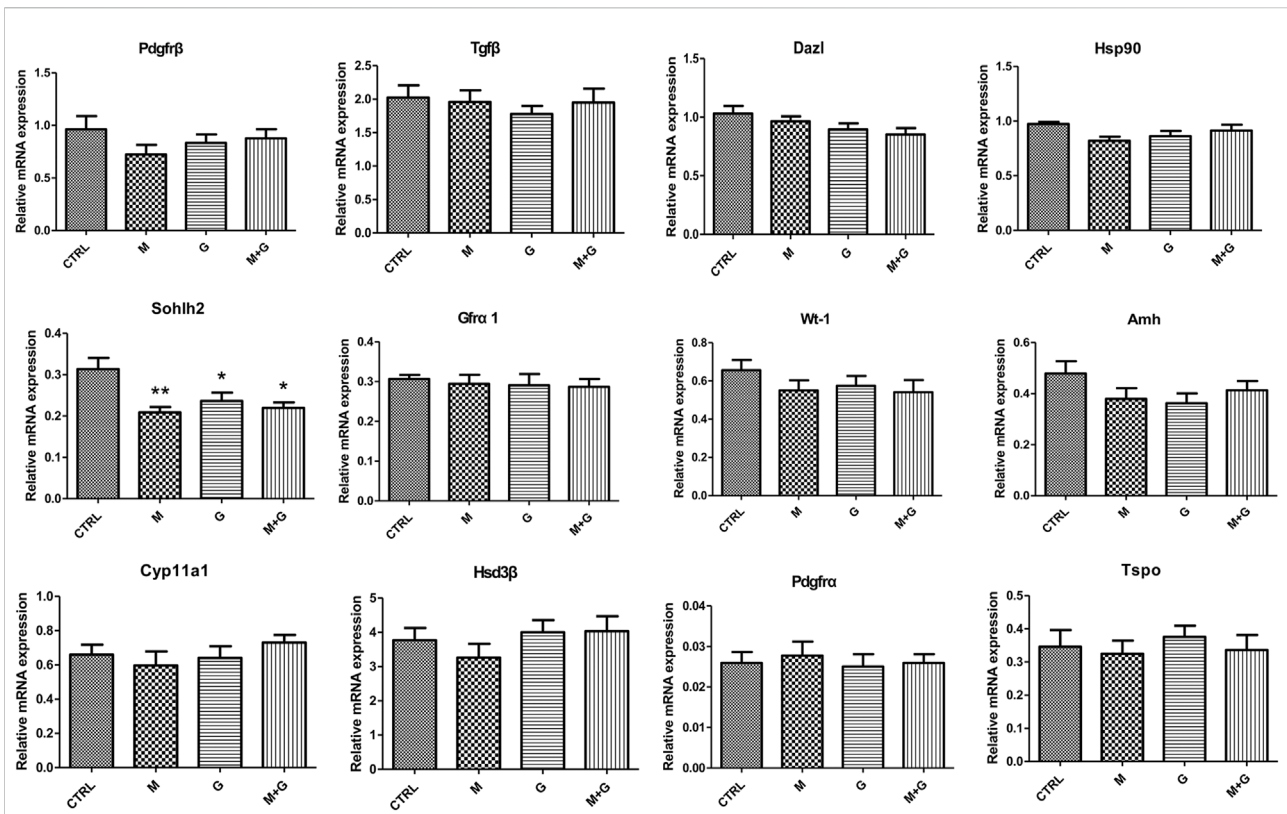 Pdgfrβ
Relative mRNA expression
1.5
1.0
0.5
0.0
CTRL
M
G
M+G
Tgfβ
Relative mRNA expression
2.5
2.0
1.5
1.0
0.5
0.0
CTRL
M
G
M+G
Dazl
Relative mRNA expression
1.5
1.0
0.5
0.0
CTRL
M
G
M+G
Hsp90
Relative mRNA expression
1.5
1.0
0.5
0.0
CTRL
M
G
M+G
Sohlh2
Relative mRNA expression
0.4
0.3
0.2
0.1
0.0
**
*
*
CTRL
M
G
M+G
Gfrα 1
Relative mRNA expression
0.4
0.3
0.2
0.1
0.0
CTRL
M
G
M+G
Wt-1
Relative mRNA expression
0.8
0.6
0.4
0.2
0.0
CTRL
M
G
M+G
Amh
Relative mRNA expression
0.6
0.4
0.2
0.0
CTRL
M
G
M+G
Cyp11a1
Relative mRNA expression
1.0
0.8
0.6
0.4
0.2
0.0
CTRL
M
G
M+G
Hsd3β
Relative mRNA expression
5
4
3
2
1
0
CTRL
M
G
M+G
Pdgfrα
Relative mRNA expression
0.04
0.03
0.02
0.01
0.00
CTRL
M
G
M+G
Tspo
Relative mRNA expression
0.5
0.4
0.3
0.2
0.1
0.0
CTRL
M
G
M+G